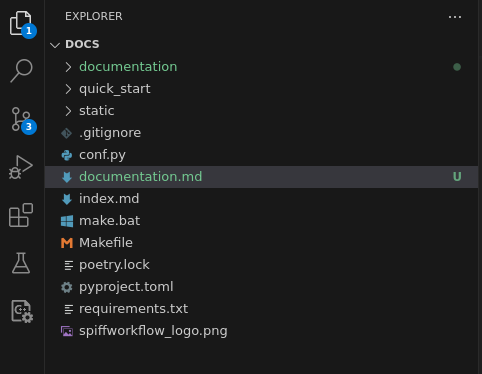 EXPLORER ...
1
DOCS
documentation
quick_start
static
3
.gitignore
conf.py
documentation.md U
index.md
make.bat
Makefile
poetry.lock
pyproject.toml
requirements.txt
spiffworkflow_logo.png